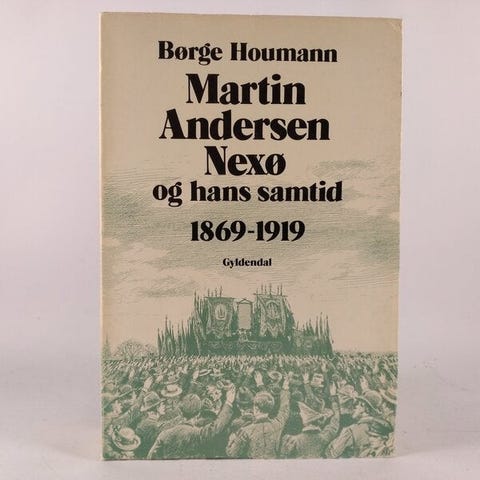 Børge Houmann
Martin
Andersen
Nexø
og hans samtid
1869-1919
Gyldendal